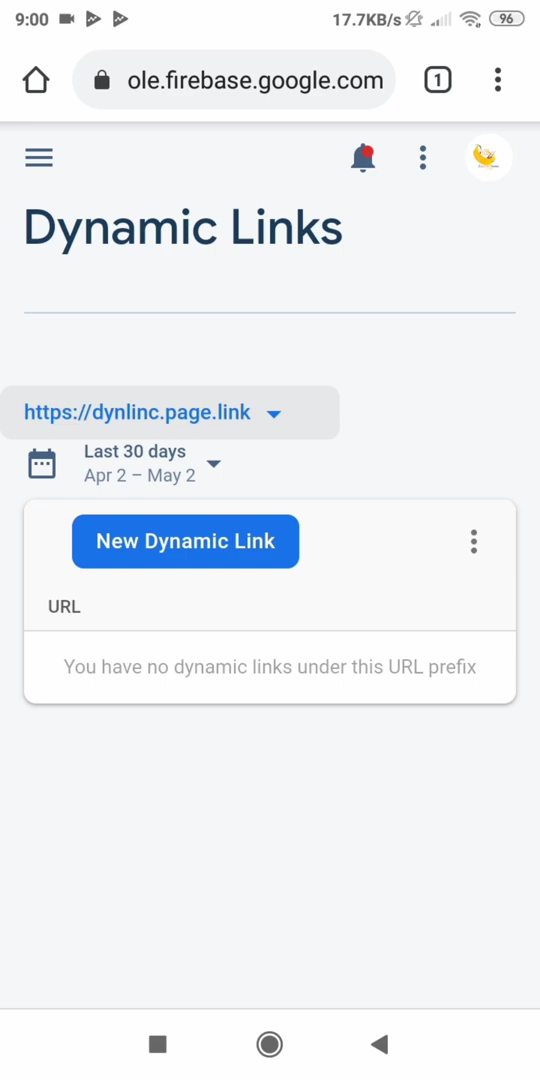 9:00
17.7KB/s
96
ole.firebase.google.com
1
Dynamic Links
https://dynlinc.page.link
Last 30 days
Apr 2 – May 2
New Dynamic Link
URL
You have no dynamic links under this URL prefix